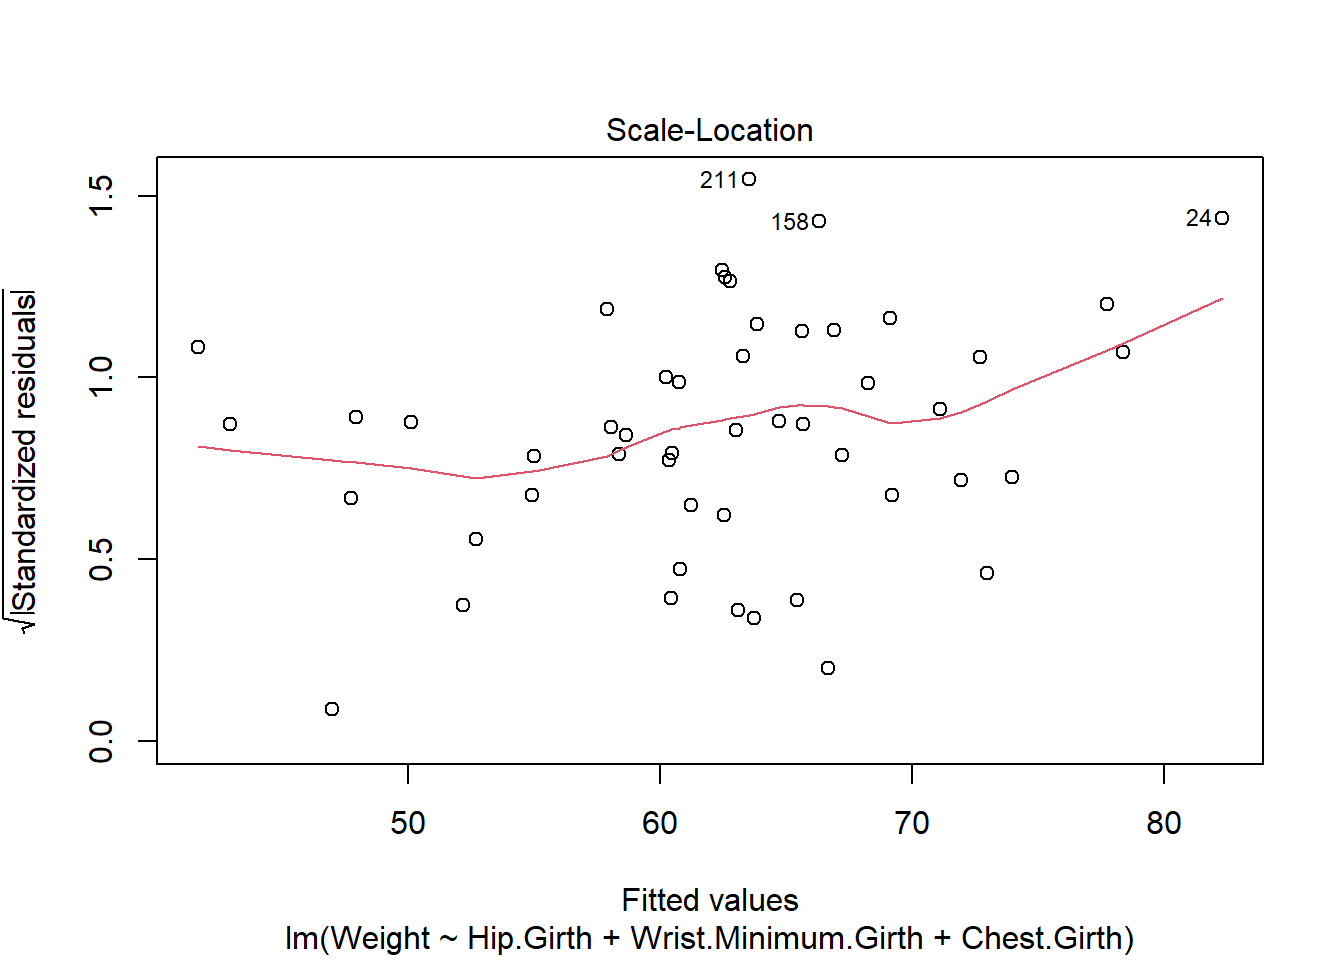 Scale-Location
√|Standardized residuals|
1.5
1.0
0.5
0.0
211
158
24
50 60 70 80
Fitted values
lm(Weight ~ Hip.Girth + Wrist.Minimum.Girth + Chest.Girth)